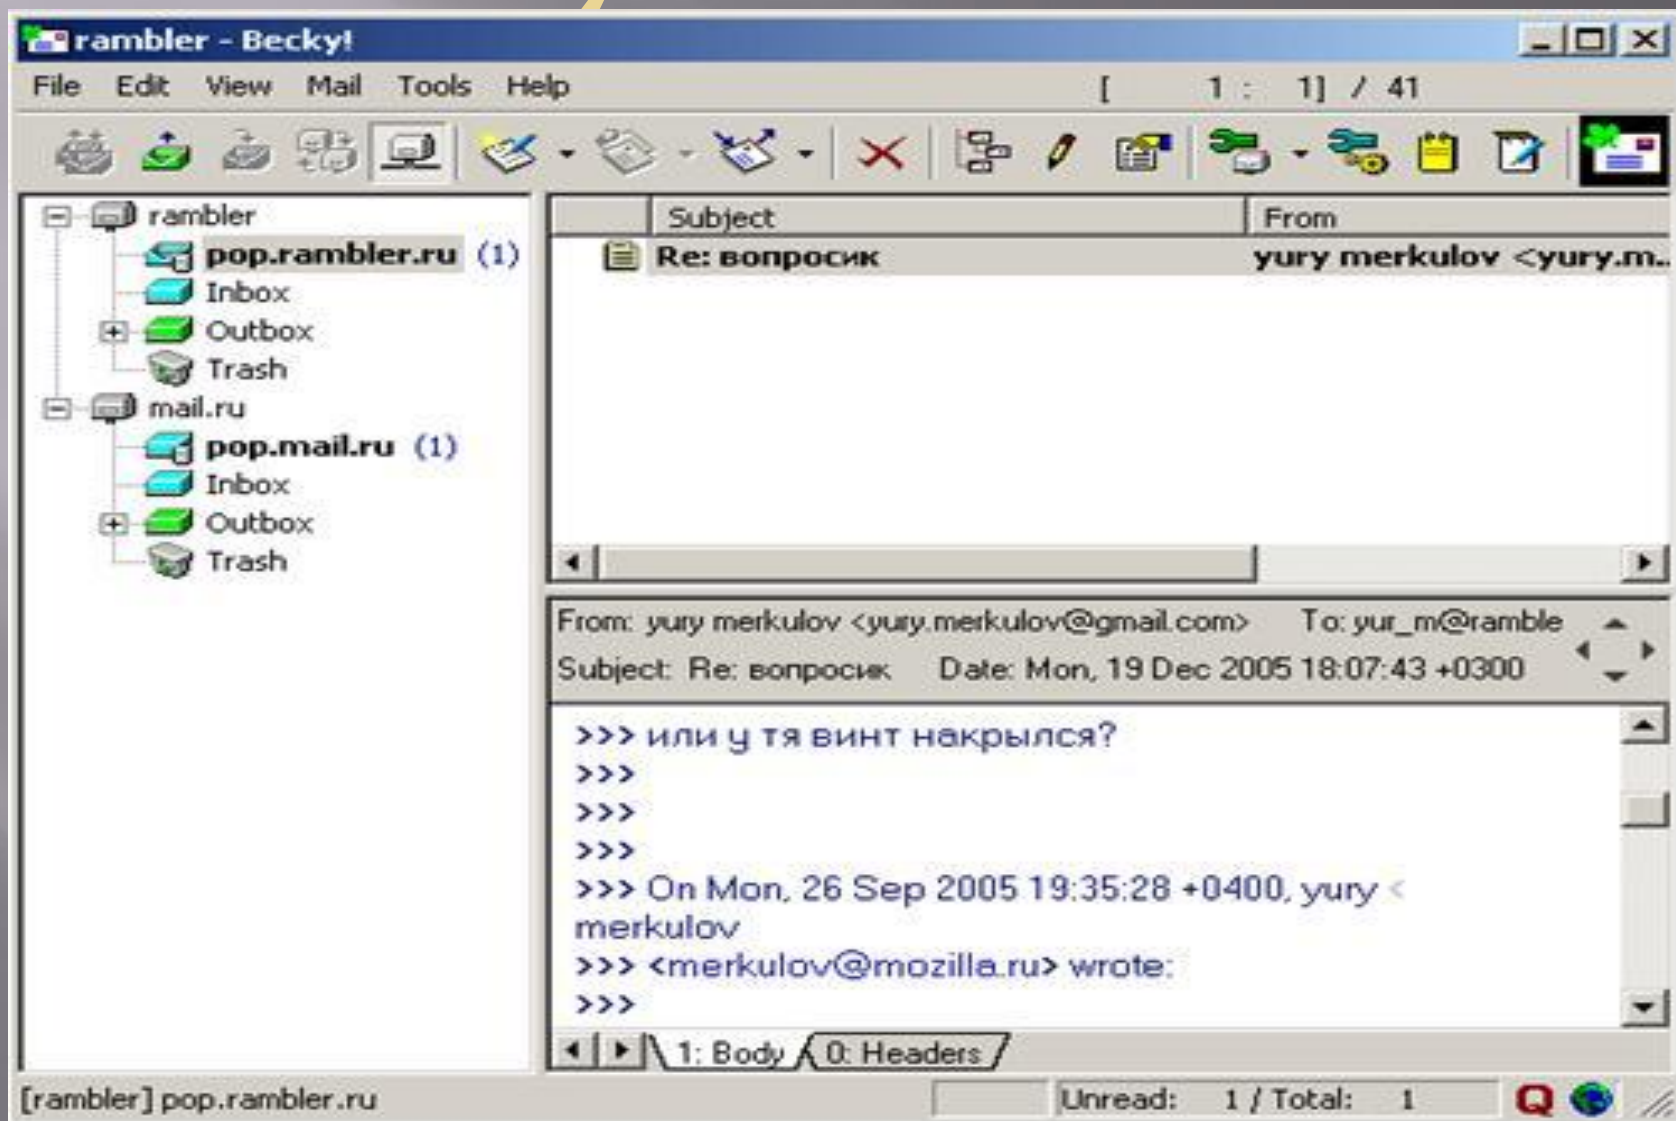 rambler - Becky!
File Edit View Mail Tools Help [ 1 : 1] / 41
rambler
pop.rambler.ru (1)
Inbox
Outbox
Trash
mail.ru
pop.mail.ru (1)
Inbox
Outbox
Trash
Subject From
Re: вопросик yury merkulov <yury.m..
From: yury merkulov <yury.merkulov@gmail.com> To: yur_m@ramble
Subject: Re: вопросик Date: Mon, 19 Dec 2005 18:07:43 +0300
>>> или у тя винт накрылся?
>>>
>>>
>>>
>>> On Mon, 26 Sep 2005 19:35:28 +0400, yury <
merkulov
>>> <merkulov@mozilla.ru> wrote:
>>>
1: Body 0: Headers
[rambler] pop.rambler.ru Unread: 1 / Total: 1 Q